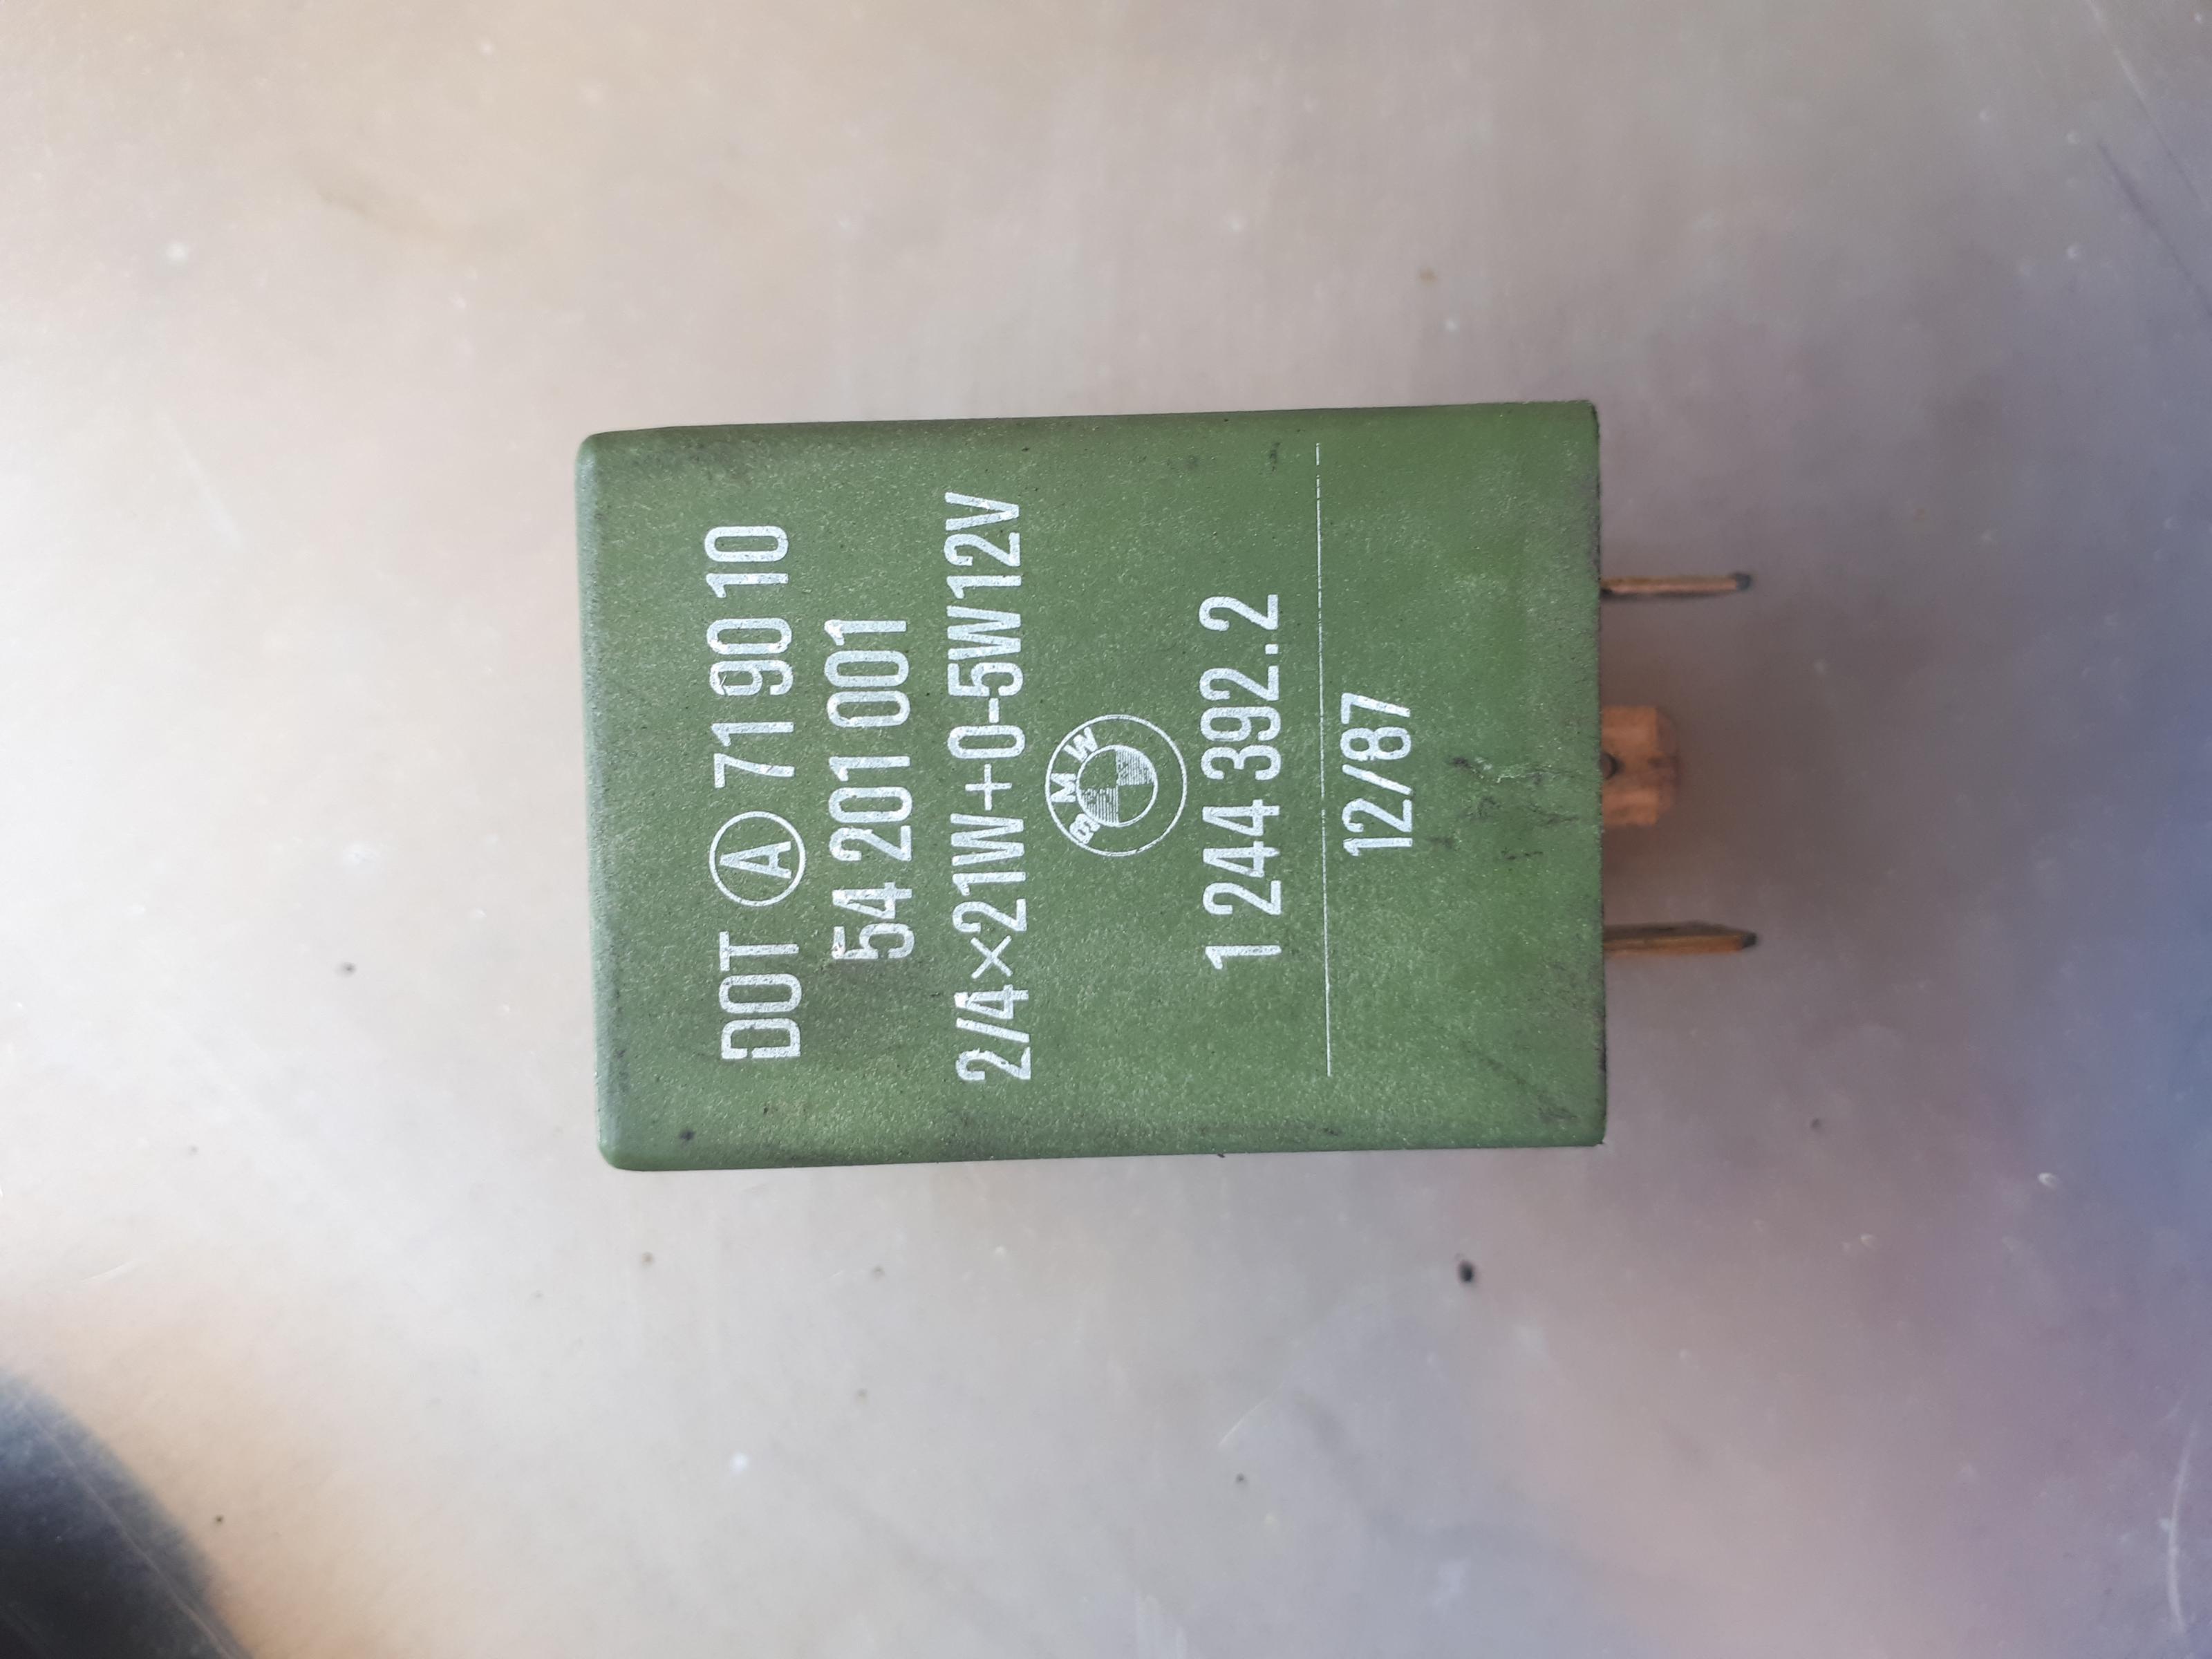 DOT Ⓐ 71 90 10
54 201 001
2/4×21W+0-5W12V
BMW
1 244 392.2
12/87